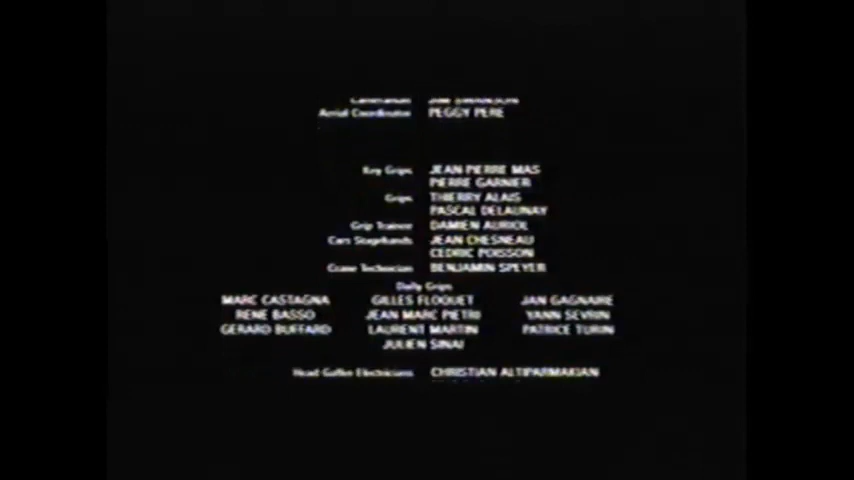 Aerial Coordinator PEGGY PERE
Key Grips JEAN PIERRE MAS
PIERRE GARNIER
Grips THIERRY ALAIS
PASCAL DELAUNAY
Grip Trainee DAMIEN AURIOL
Cars Stagehands JEAN CHESNEAU
CEDRIC POISSON
Crane Technician BENJAMIN SPEYER
Daily Grips
MARC CASTAGNA GILLES FLOQUET JAN GAGNAIRE
RENE BASSO JEAN MARC PIETRI YANN SEVRIN
GERARD BUFFARD LAURENT MARTIN PATRICE TURIN
JULIEN SINAI
Head Gaffer Electricians CHRISTIAN ALTIPARMAKIAN